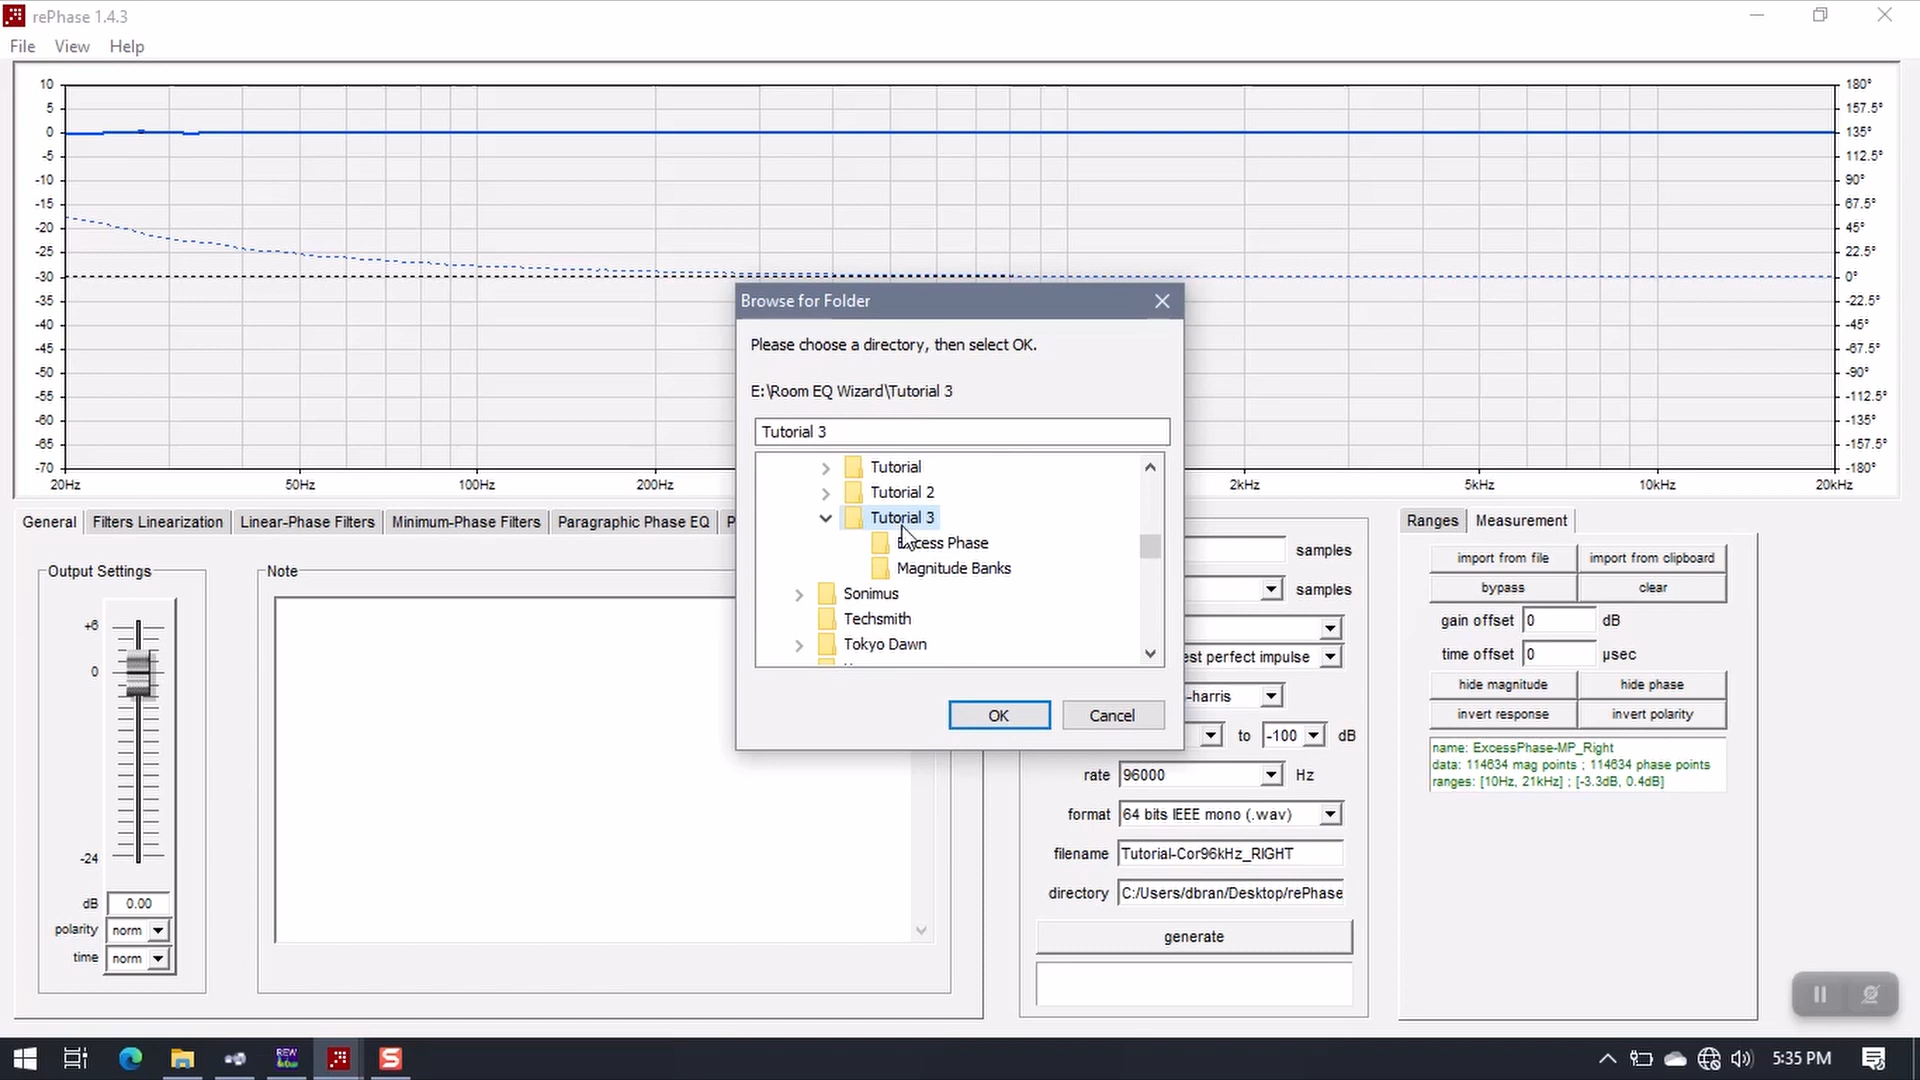 rePhase 1.4.3
File View Help
10
5
0
-5
-10
-15
-20
-25
-30
-35
-40
-45
-50
-55
-60
-65
-70
180°
157.5°
135°
112.5°
90°
67.5°
45°
22.5°
0°
-22.5°
-45°
-67.5°
-90°
-112.5°
-135°
-157.5°
-180°
20Hz 50Hz 100Hz 200Hz 2kHz 5kHz 10kHz 20kHz
Browse for Folder
Please choose a directory, then select OK.
E:\Room EQ Wizard\Tutorial 3
Tutorial 3
Tutorial
Tutorial 2
Tutorial 3
Excess Phase
Magnitude Banks
Sonimus
Techsmith
Tokyo Dawn
OK Cancel
General Filters Linearization Linear-Phase Filters Minimum-Phase Filters Paragraphic Phase EQ P
Output Settings
+6
0
-24
dB 0.00
polarity norm
time norm
Note
samples
samples
est perfect impulse
-harris
to -100 dB
rate 96000 Hz
format 64 bits IEEE mono (.wav)
filename Tutorial-Cor96kHz_RIGHT
directory C:/Users/dbran/Desktop/rePhase
generate
Ranges Measurement
import from file import from clipboard
bypass clear
gain offset 0 dB
time offset 0 µsec
hide magnitude hide phase
invert response invert polarity
name: ExcessPhase-MP_Right
data: 114634 mag points ; 114634 phase points
ranges: [10Hz, 21kHz] ; [-3.3dB, 0.4dB]
REW
5:35 PM